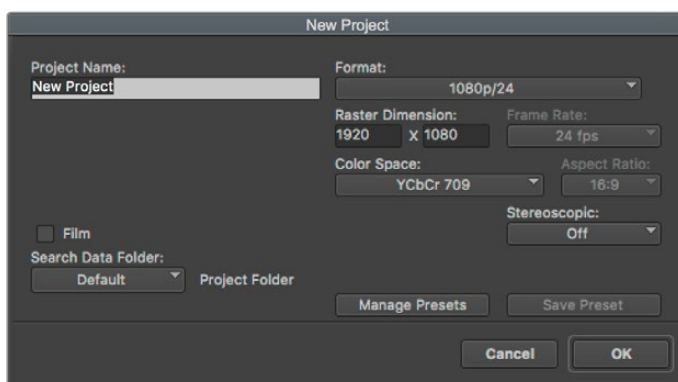 New Project
Project Name:
New Project
Format:
1080p/24
Raster Dimension:
1920 X 1080
Frame Rate:
24 fps
Color Space:
YCbCr 709
Aspect Ratio:
16:9
Stereoscopic:
Off
Film
Search Data Folder:
Default
Project Folder
Manage Presets
Save Preset
Cancel
OK